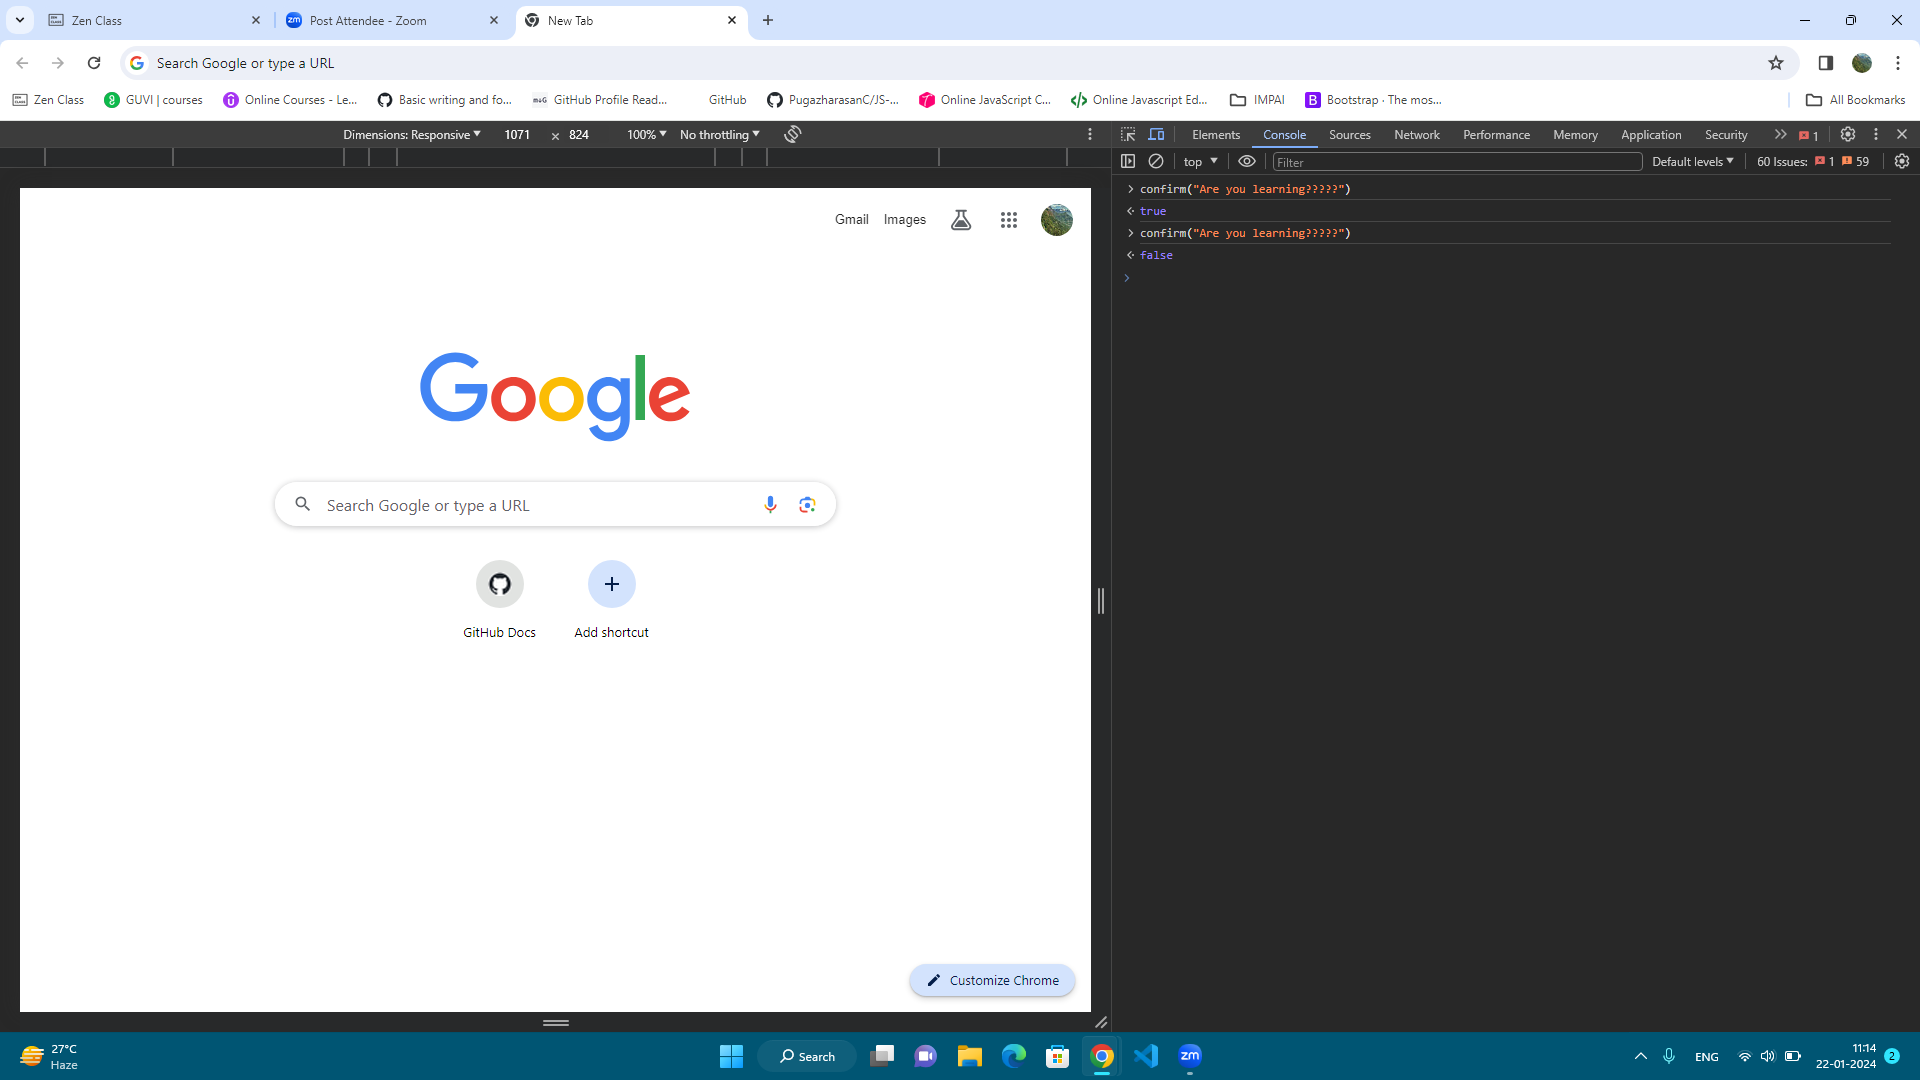 Zen Class
Post Attendee - Zoom
New Tab
Search Google or type a URL
Zen Class
GUVI | courses
Online Courses - Le...
Basic writing and fo...
GitHub Profile Read...
GitHub
PugazharasanC/JS-...
Online JavaScript C...
Online Javascript Ed...
IMPAI
Bootstrap · The mos...
All Bookmarks
Dimensions: Responsive
1071
×
824
100%
No throttling
Elements
Console
Sources
Network
Performance
Memory
Application
Security
1
top
Filter
Default levels
60 Issues:
1
59
confirm("Are you learning?????")
true
confirm("Are you learning?????")
false
Gmail
Images
Google
Search Google or type a URL
GitHub Docs
Add shortcut
Customize Chrome
27°C
Haze
Search
zm
ENG
11:14
22-01-2024
2